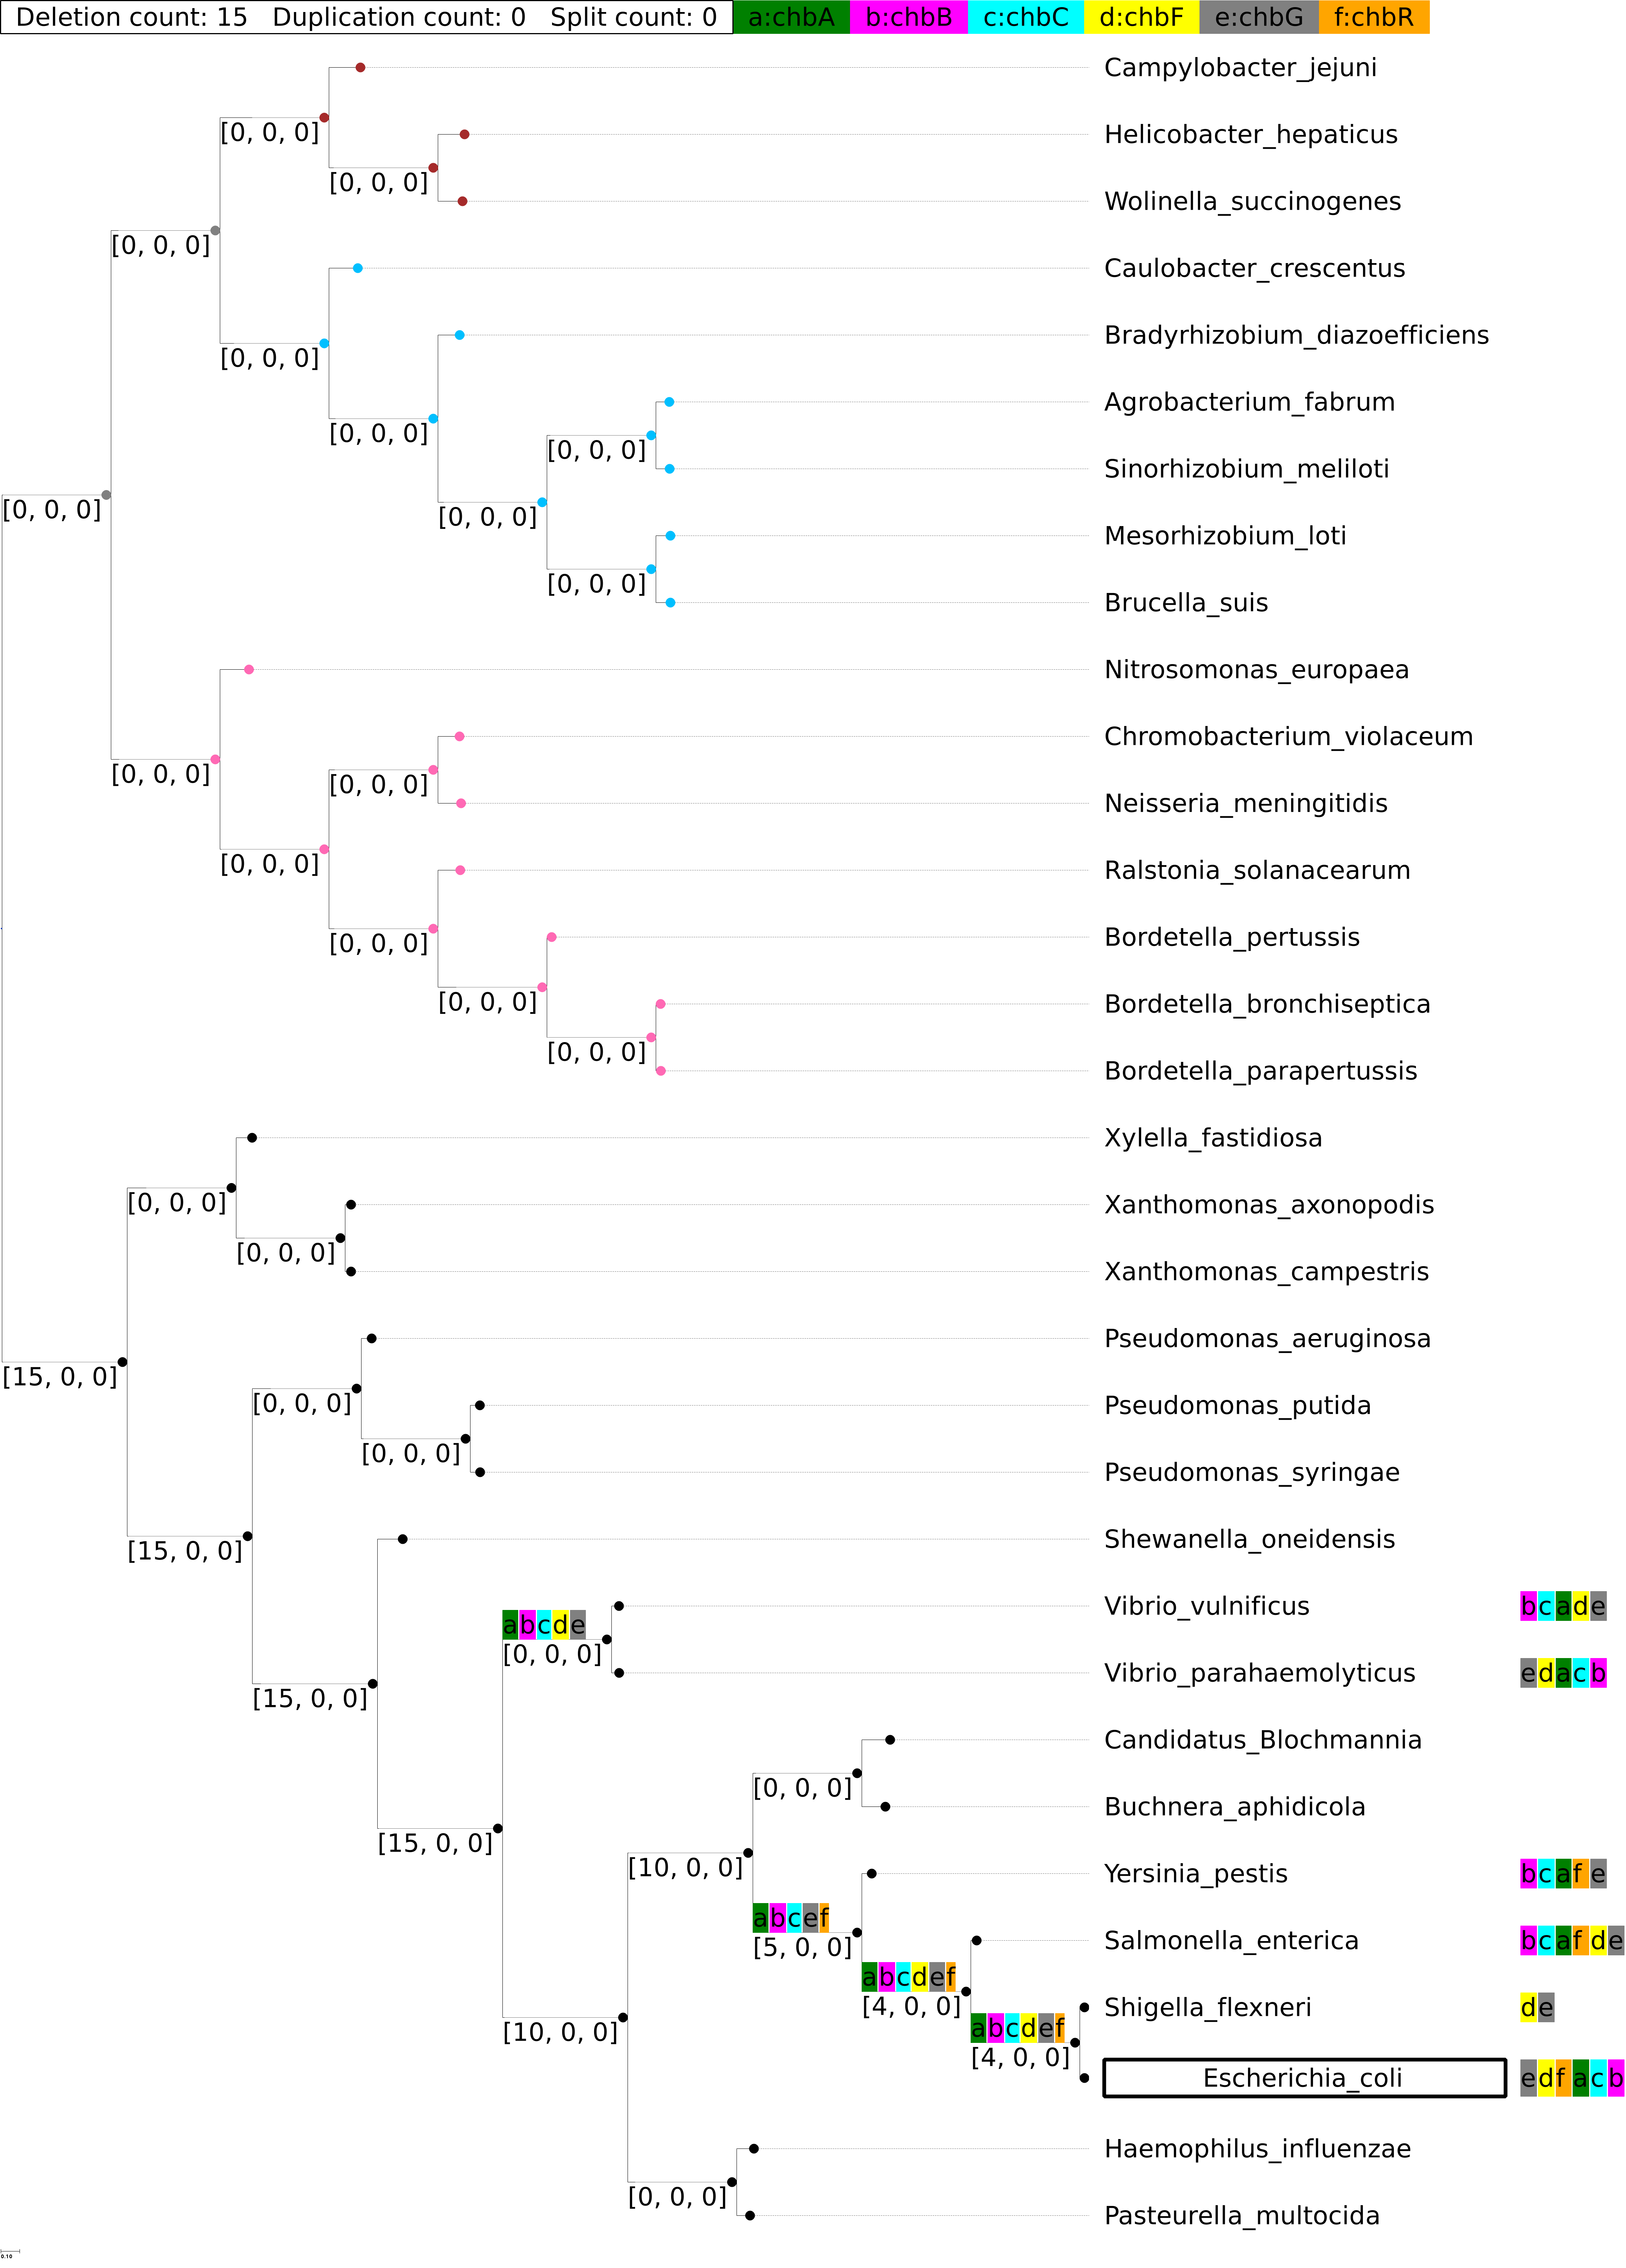 Deletion count: 15 Duplication count: 0 Split count: 0 a:chbA b:chbB c:chbC d:chbF e:chbG f:chbR
Campylobacter_jejuni
[0, 0, 0]
Helicobacter_hepaticus
[0, 0, 0]
Wolinella_succinogenes
[0, 0, 0]
Caulobacter_crescentus
Bradyrhizobium_diazoefficiens
[0, 0, 0]
Agrobacterium_fabrum
[0, 0, 0]
[0, 0, 0]
Sinorhizobium_meliloti
[0, 0, 0]
[0, 0, 0]
Mesorhizobium_loti
[0, 0, 0]
Brucella_suis
Nitrosomonas_europaea
Chromobacterium_violaceum
[0, 0, 0]
[0, 0, 0]
Neisseria_meningitidis
[0, 0, 0]
Ralstonia_solanacearum
Bordetella_pertussis
[0, 0, 0]
[0, 0, 0]
Bordetella_bronchiseptica
[0, 0, 0]
Bordetella_parapertussis
Xylella_fastidiosa
[0, 0, 0]
Xanthomonas_axonopodis
[0, 0, 0]
Xanthomonas_campestris
Pseudomonas_aeruginosa
[15, 0, 0]
[0, 0, 0]
Pseudomonas_putida
[0, 0, 0]
Pseudomonas_syringae
Shewanella_oneidensis
[15, 0, 0]
Vibrio_vulnificus bcade
abcde
[0, 0, 0]
Vibrio_parahaemolyticus edacb
[15, 0, 0]
Candidatus_Blochmannia
[0, 0, 0]
Buchnera_aphidicola
[15, 0, 0]
[10, 0, 0]
Yersinia_pestis bcafe
abcef
Salmonella_enterica bcafde
[5, 0, 0]
abcdef
[4, 0, 0]
Shigella_flexneri de
abcdef
[10, 0, 0]
[4, 0, 0]
Escherichia_coli edfacb
Haemophilus_influenzae
[0, 0, 0]
Pasteurella_multocida
0.10